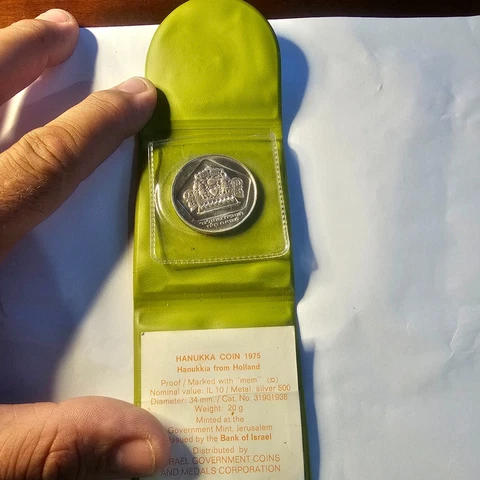 HANUKKA COIN 1975
Hanukkia from Holland
Proof / Marked with "mem" (מ)
Nominal value: IL 10 / Metal: silver 500
Diameter: 34 mm. / Cat. No. 31901938
Weight: 20 g
Minted at the
Government Mint, Jerusalem
Issued by the Bank of Israel
Distributed by
ISRAEL GOVERNMENT COINS
AND MEDALS CORPORATION